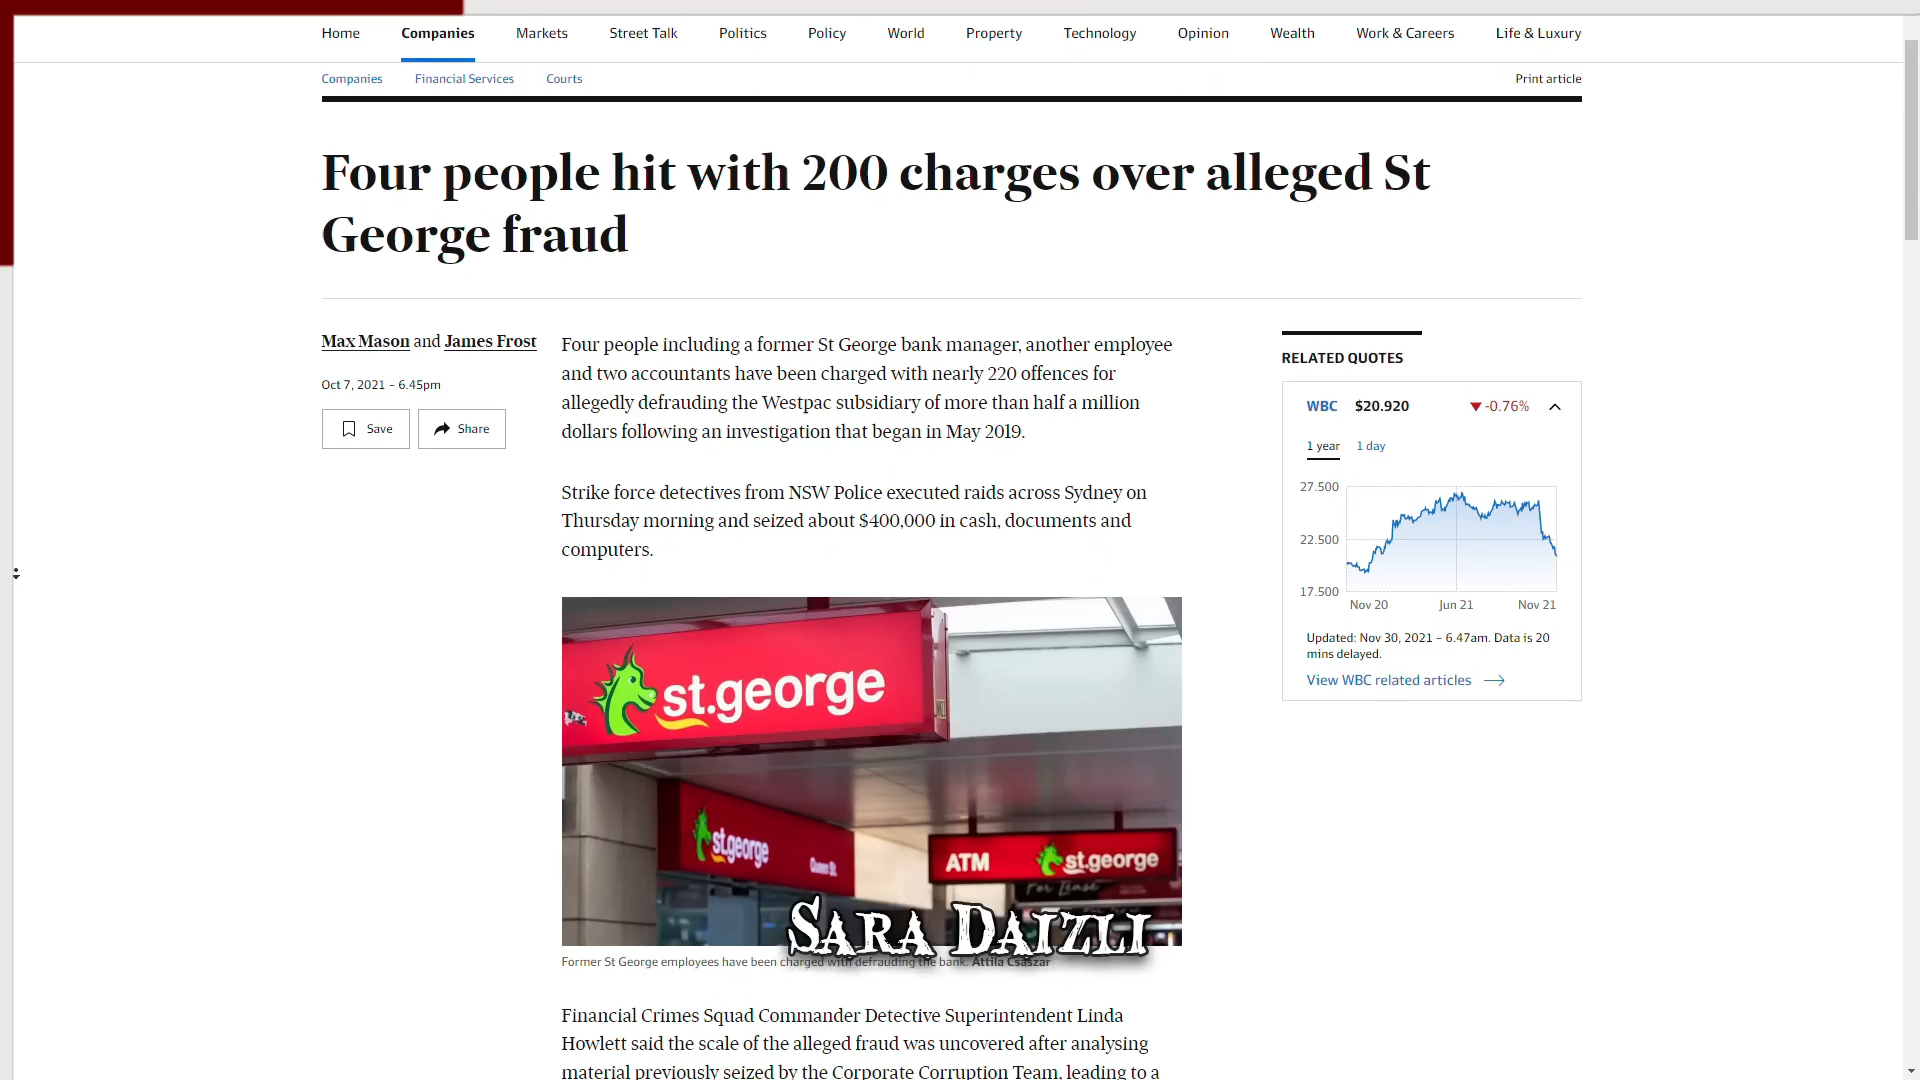 Home Companies Markets Street Talk Politics Policy World Property Technology Opinion Wealth Work & Careers Life & Luxury
Companies Financial Services Courts Print article
Four people hit with 200 charges over alleged St
George fraud
Max Mason and James Frost
Oct 7, 2021 – 6.45pm
Save Share
Four people including a former St George bank manager, another employee
and two accountants have been charged with nearly 220 offences for
allegedly defrauding the Westpac subsidiary of more than half a million
dollars following an investigation that began in May 2019.
Strike force detectives from NSW Police executed raids across Sydney on
Thursday morning and seized about $400,000 in cash, documents and
computers.
st.george
st.george Queen St.
ATM st.george
For Lease
SARA DAIZLI
Former St George employees have been charged with defrauding the bank. Attila Csaszar
Financial Crimes Squad Commander Detective Superintendent Linda
Howlett said the scale of the alleged fraud was uncovered after analysing
material previously seized by the Corporate Corruption Team, leading to a
RELATED QUOTES
WBC $20.920 -0.76%
1 year 1 day
27.500
22.500
17.500
Nov 20 Jun 21 Nov 21
Updated: Nov 30, 2021 – 6.47am. Data is 20
mins delayed.
View WBC related articles